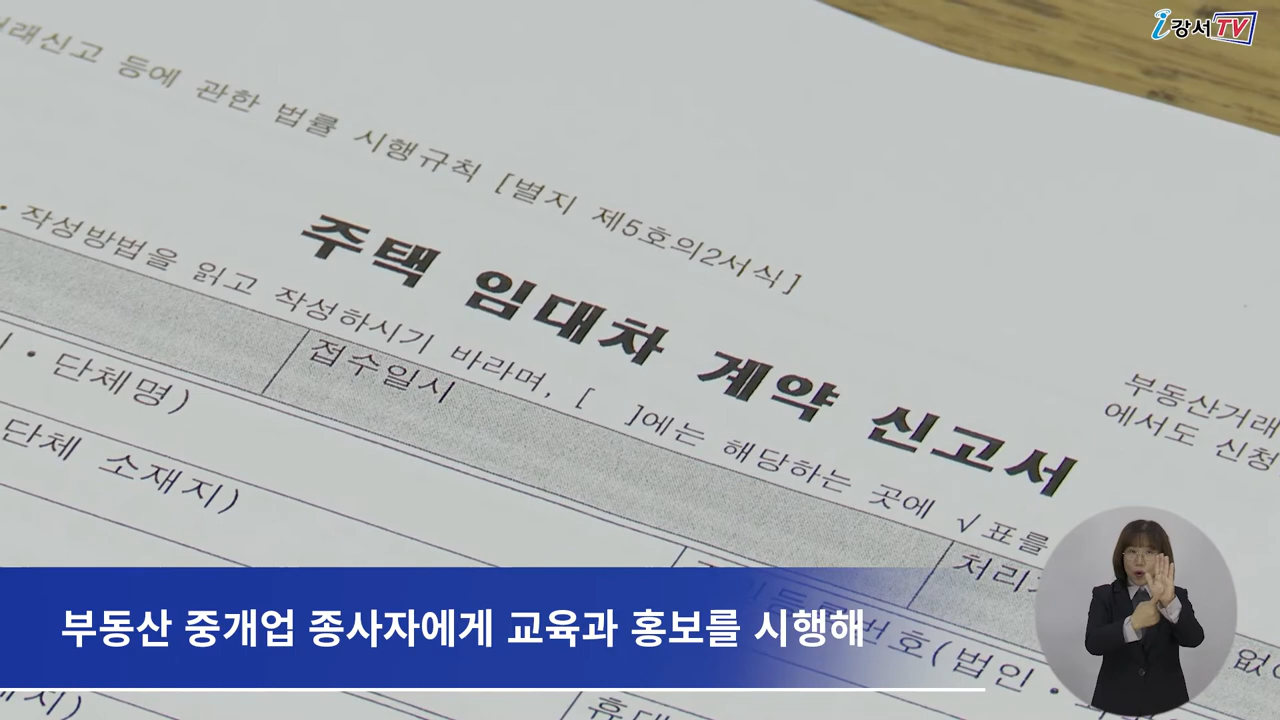 i강서TV
거래신고 등에 관한 법률 시행규칙 [별지 제5호의2서식]
주택 임대차 계약 신고서
부동산거래
에서도 신청
• 작성방법을 읽고 작성하시기 바라며, [ ]에는 해당하는 곳에 √표를
접수일시
처리
• 단체명)
단체 소재지)
번호(법인 •
없
휴대
부동산 중개업 종사자에게 교육과 홍보를 시행해